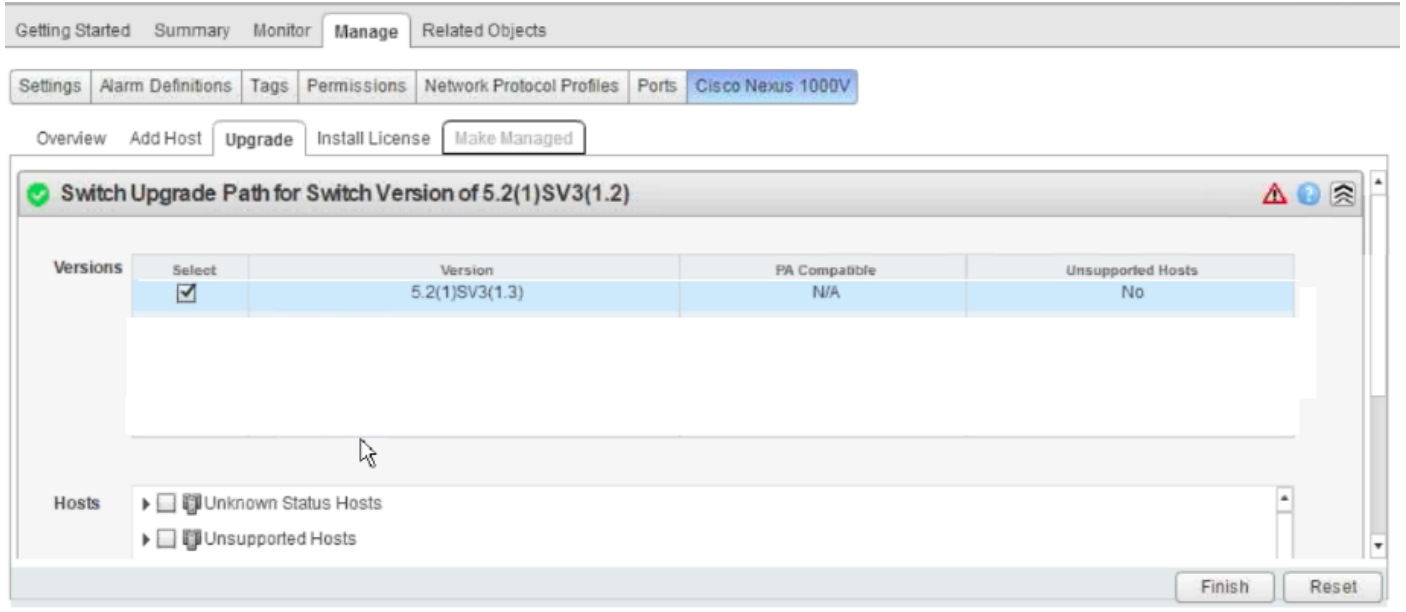 Getting Started Summary Monitor Manage Related Objects
Settings Alarm Definitions Tags Permissions Network Protocol Profiles Ports Cisco Nexus 1000V
Overview Add Host Upgrade Install License Make Managed
Switch Upgrade Path for Switch Version of 5.2(1)SV3(1.2)
Versions Select Version PA Compatible Unsupported Hosts
5.2(1)SV3(1.3) N/A No
Hosts Unknown Status Hosts
Unsupported Hosts
Finish Reset